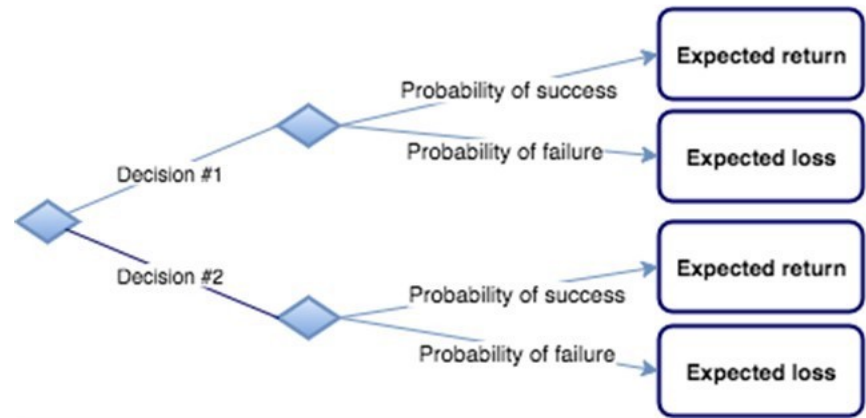 Expected return
Probability of success
Probability of failure
Expected loss
Decision #1
Decision #2
Expected return
Probability of success
Probability of failure
Expected loss